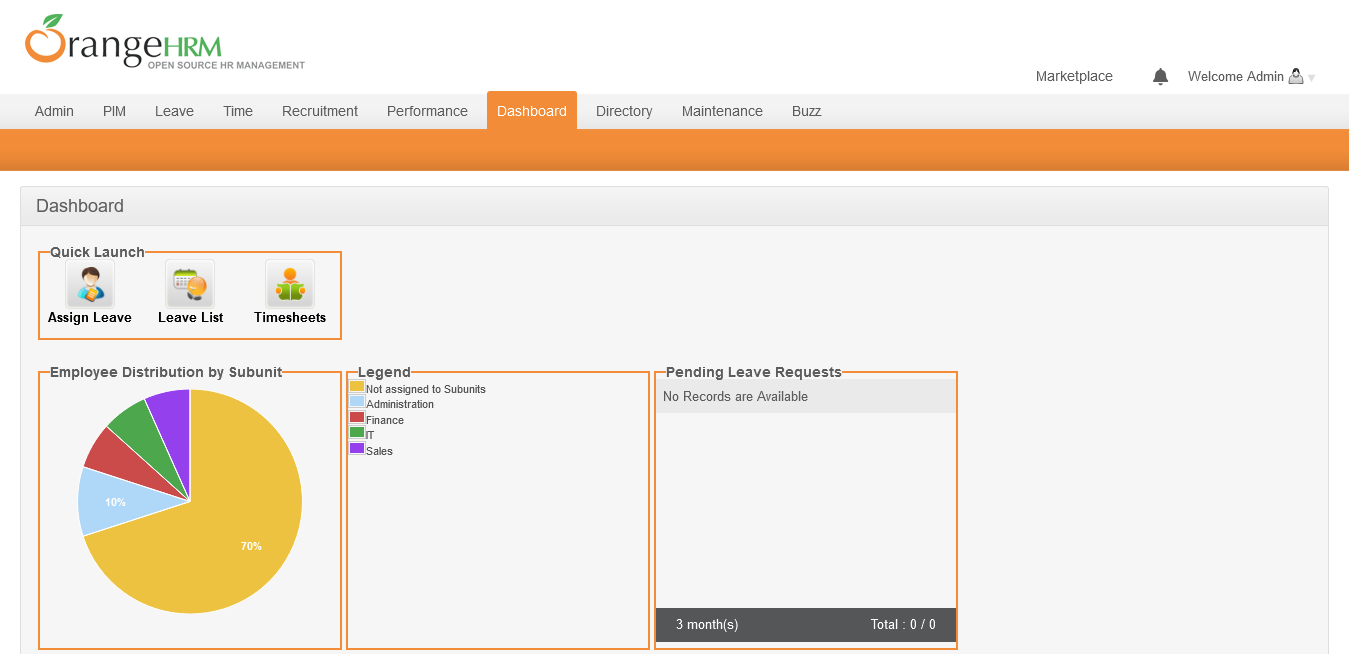 OrangeHRM
OPEN SOURCE HR MANAGEMENT
Marketplace Welcome Admin
Admin PIM Leave Time Recruitment Performance Dashboard Directory Maintenance Buzz
Dashboard
Quick Launch
Assign Leave Leave List Timesheets
Employee Distribution by Subunit
10%
70%
Legend
Not assigned to Subunits
Administration
Finance
IT
Sales
Pending Leave Requests
No Records are Available
3 month(s) Total : 0 / 0